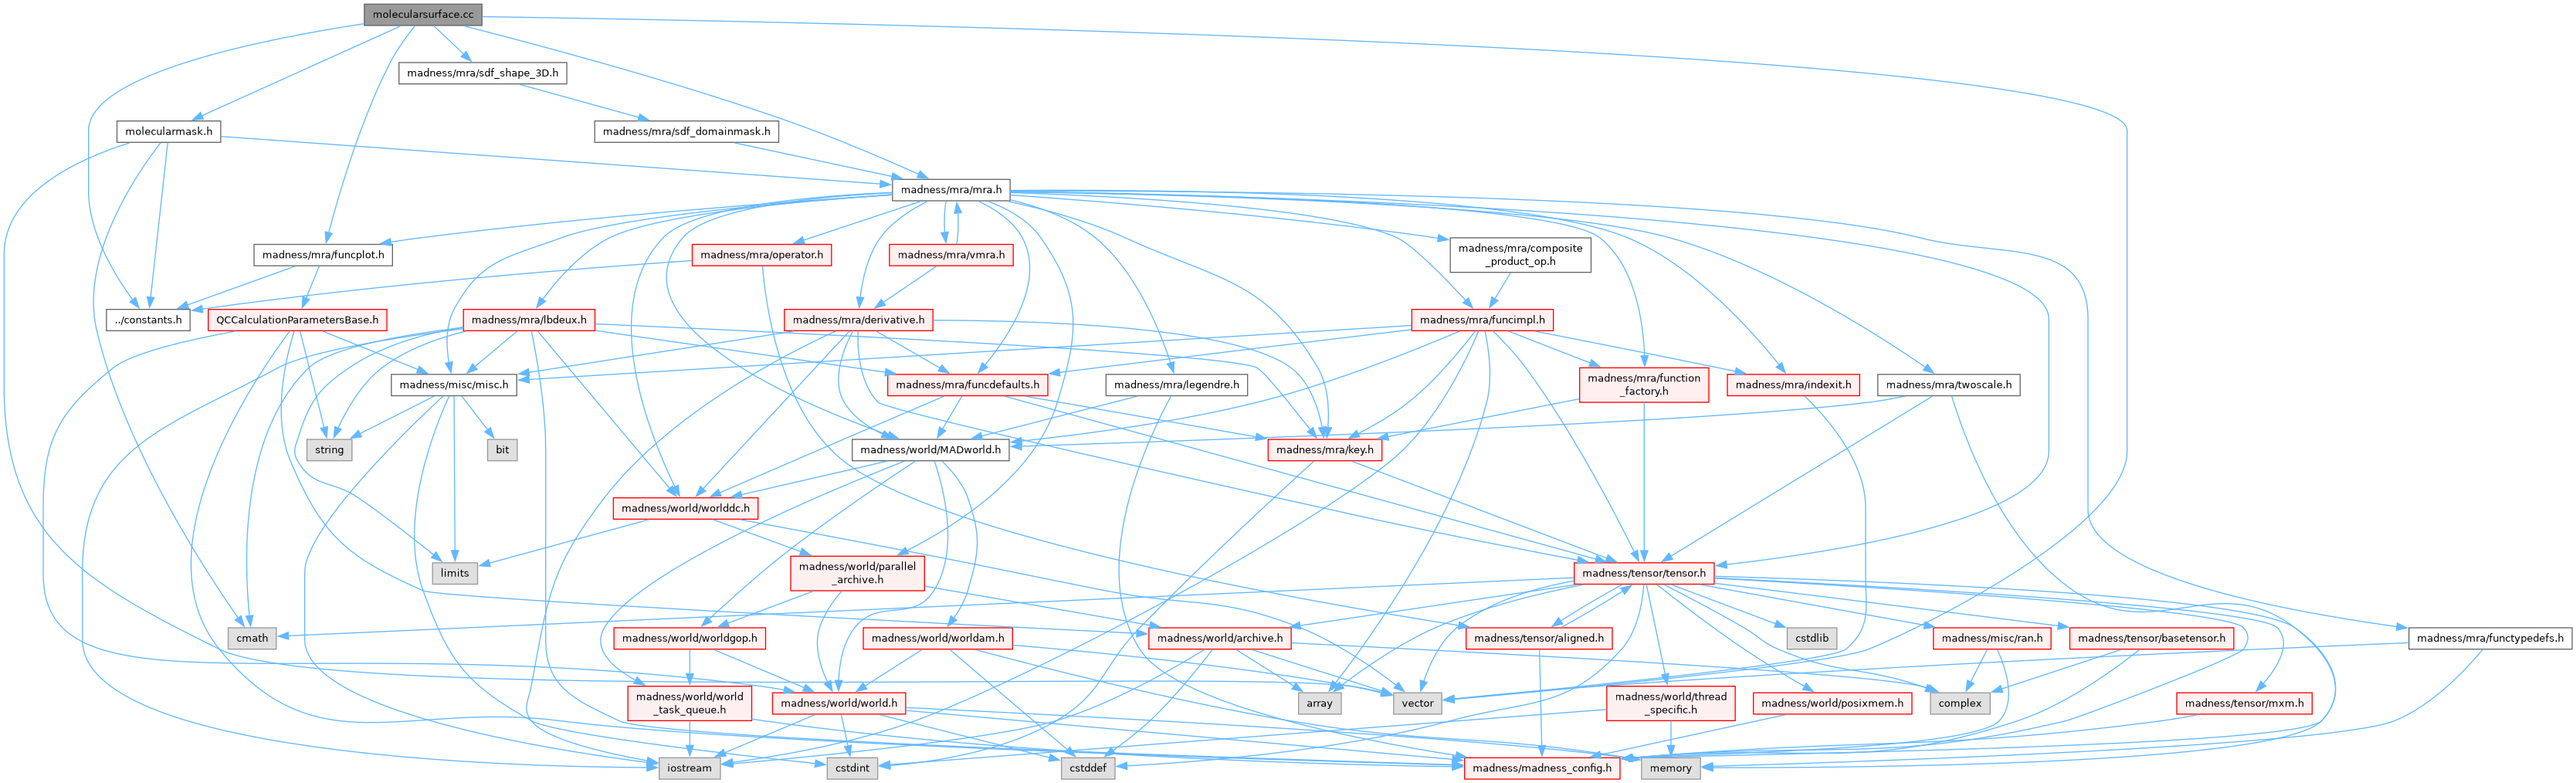 molecularsurface.cc
madness/mra/sdf_shape_3D.h
molecularmask.h
madness/mra/sdf_domainmask.h
madness/mra/mra.h
madness/mra/funcplot.h
madness/mra/operator.h
madness/mra/vmra.h
madness/mra/composite
_product_op.h
../constants.h
QCCalculationParametersBase.h
madness/mra/lbdeux.h
madness/mra/derivative.h
madness/mra/funcimpl.h
madness/misc/misc.h
madness/mra/funcdefaults.h
madness/mra/legendre.h
madness/mra/function
_factory.h
madness/mra/indexit.h
madness/mra/twoscale.h
string
bit
madness/world/MADworld.h
madness/mra/key.h
madness/world/worlddc.h
limits
madness/world/parallel
_archive.h
madness/tensor/tensor.h
cmath
madness/world/worldgop.h
madness/world/worldam.h
madness/world/archive.h
madness/tensor/aligned.h
cstdlib
madness/misc/ran.h
madness/tensor/basetensor.h
madness/mra/functypedefs.h
madness/world/world
_task_queue.h
madness/world/world.h
array
vector
madness/world/thread
_specific.h
madness/world/posixmem.h
complex
madness/tensor/mxm.h
iostream
cstdint
cstddef
madness/madness_config.h
memory